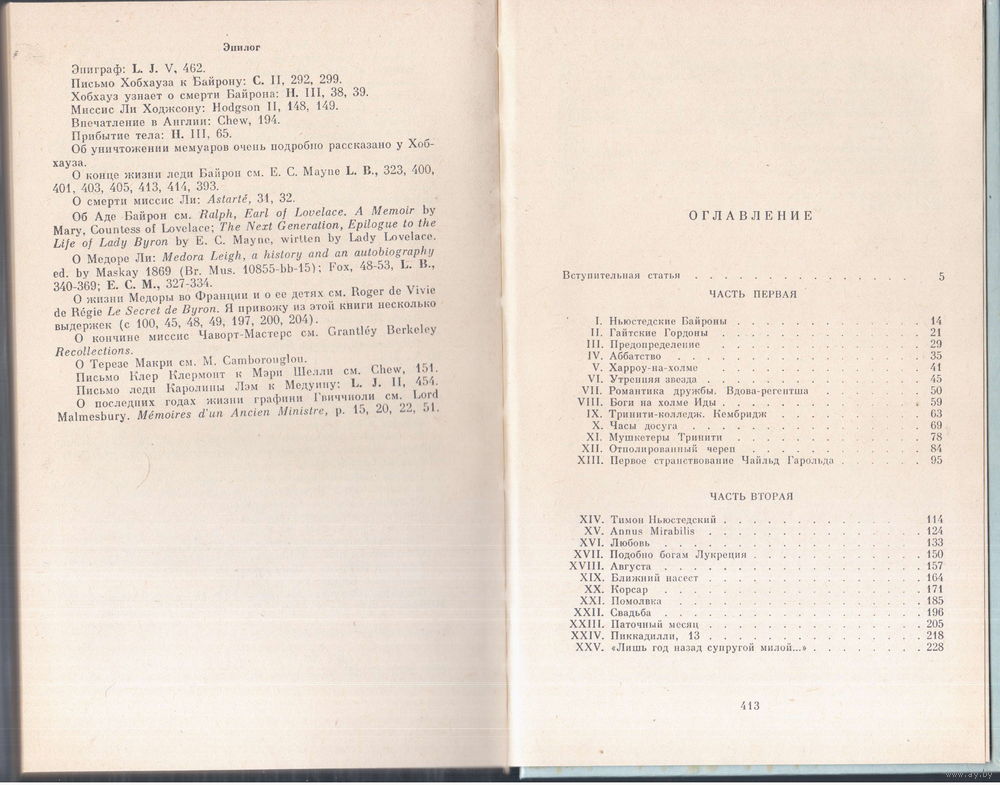 Эпилог
Эпиграф: L. J. V, 462.
Письмо Хобхауза к Байрону: С. II, 292, 299.
Хобхауз узнает о смерти Байрона: Н. III, 38, 39.
Миссис Ли Ходжсону: Hodgson II, 148, 149.
Впечатление в Англии: Chew, 194.
Прибытие тела: Н. III, 65.
Об уничтожении мемуаров очень подробно рассказано у Хоб-
хауза.
О конце жизни леди Байрон см. E. C. Mayne L. B., 323, 400,
401, 403, 405, 413, 414, 393.
О смерти миссис Ли: Astarté, 31, 32.
Об Аде Байрон см. Ralph, Earl of Lovelace. A Memoir by
Mary, Countess of Lovelace; The Next Generation, Epilogue to the
Life of Lady Byron by E. C. Mayne, wirtten by Lady Lovelace.
О Медоре Ли: Medora Leigh, a history and an autobiography
ed. by Maskay 1869 (Br. Mus. 10855-bb-15); Fox, 48-53, L. B.,
340-369; E. C. M., 327-334.
О жизни Медоры во Франции и о ее детях см. Roger de Vivie
de Régie Le Secret de Byron. Я привожу из этой книги несколько
выдержек (с 100, 45, 48, 49, 197, 200, 204).
О кончине миссис Чаворт-Мастерс см. Grantléy Berkeley
Recollections.
О Терезе Макри см. M. Camborouglou.
Письмо Клер Клермонт к Мэри Шелли см. Chew, 151.
Письмо леди Каролины Лэм к Медуину: L. J. II, 454.
О последних годах жизни графини Гвиччиоли см. Lord
Malmesbury. Mémoires d'un Ancien Ministre, p. 15, 20, 22, 51.
ОГЛАВЛЕНИЕ
Вступительная статья . . . . . . . . . . . . 5
ЧАСТЬ ПЕРВАЯ
I. Ньюстедские Байроны . . . . . . . . . . 14
II. Гайтские Гордоны . . . . . . . . . . . 21
III. Предопределение . . . . . . . . . . . 29
IV. Аббатство . . . . . . . . . . . . 35
V. Харроу-на-холме . . . . . . . . . . . 41
VI. Утренняя звезда . . . . . . . . . . . 45
VII. Романтика дружбы. Вдова-регентша . . . . . 50
VIII. Боги на холме Иды . . . . . . . . . . 59
IX. Тринити-колледж. Кембридж . . . . . . . 63
X. Часы досуга . . . . . . . . . . . . 69
XI. Мушкетеры Тринити . . . . . . . . . . 78
XII. Отполированный череп . . . . . . . . . 84
XIII. Первое странствование Чайльд Гарольда . . . . 95
ЧАСТЬ ВТОРАЯ
XIV. Тимон Ньюстедский . . . . . . . . . 114
XV. Annus Mirabilis . . . . . . . . . . . 124
XVI. Любовь . . . . . . . . . . . . . 133
XVII. Подобно богам Лукреция . . . . . . . . 150
XVIII. Августа . . . . . . . . . . . . . 157
XIX. Ближний насест . . . . . . . . . . . 164
XX. Корсар . . . . . . . . . . . . . 171
XXI. Помолвка . . . . . . . . . . . . 185
XXII. Свадьба . . . . . . . . . . . . . 196
XXIII. Паточный месяц . . . . . . . . . . . 205
XXIV. Пиккадилли, 13 . . . . . . . . . . . 218
XXV. «Лишь год назад супругой милой...» . . . . . . 228
413
www.ay.by